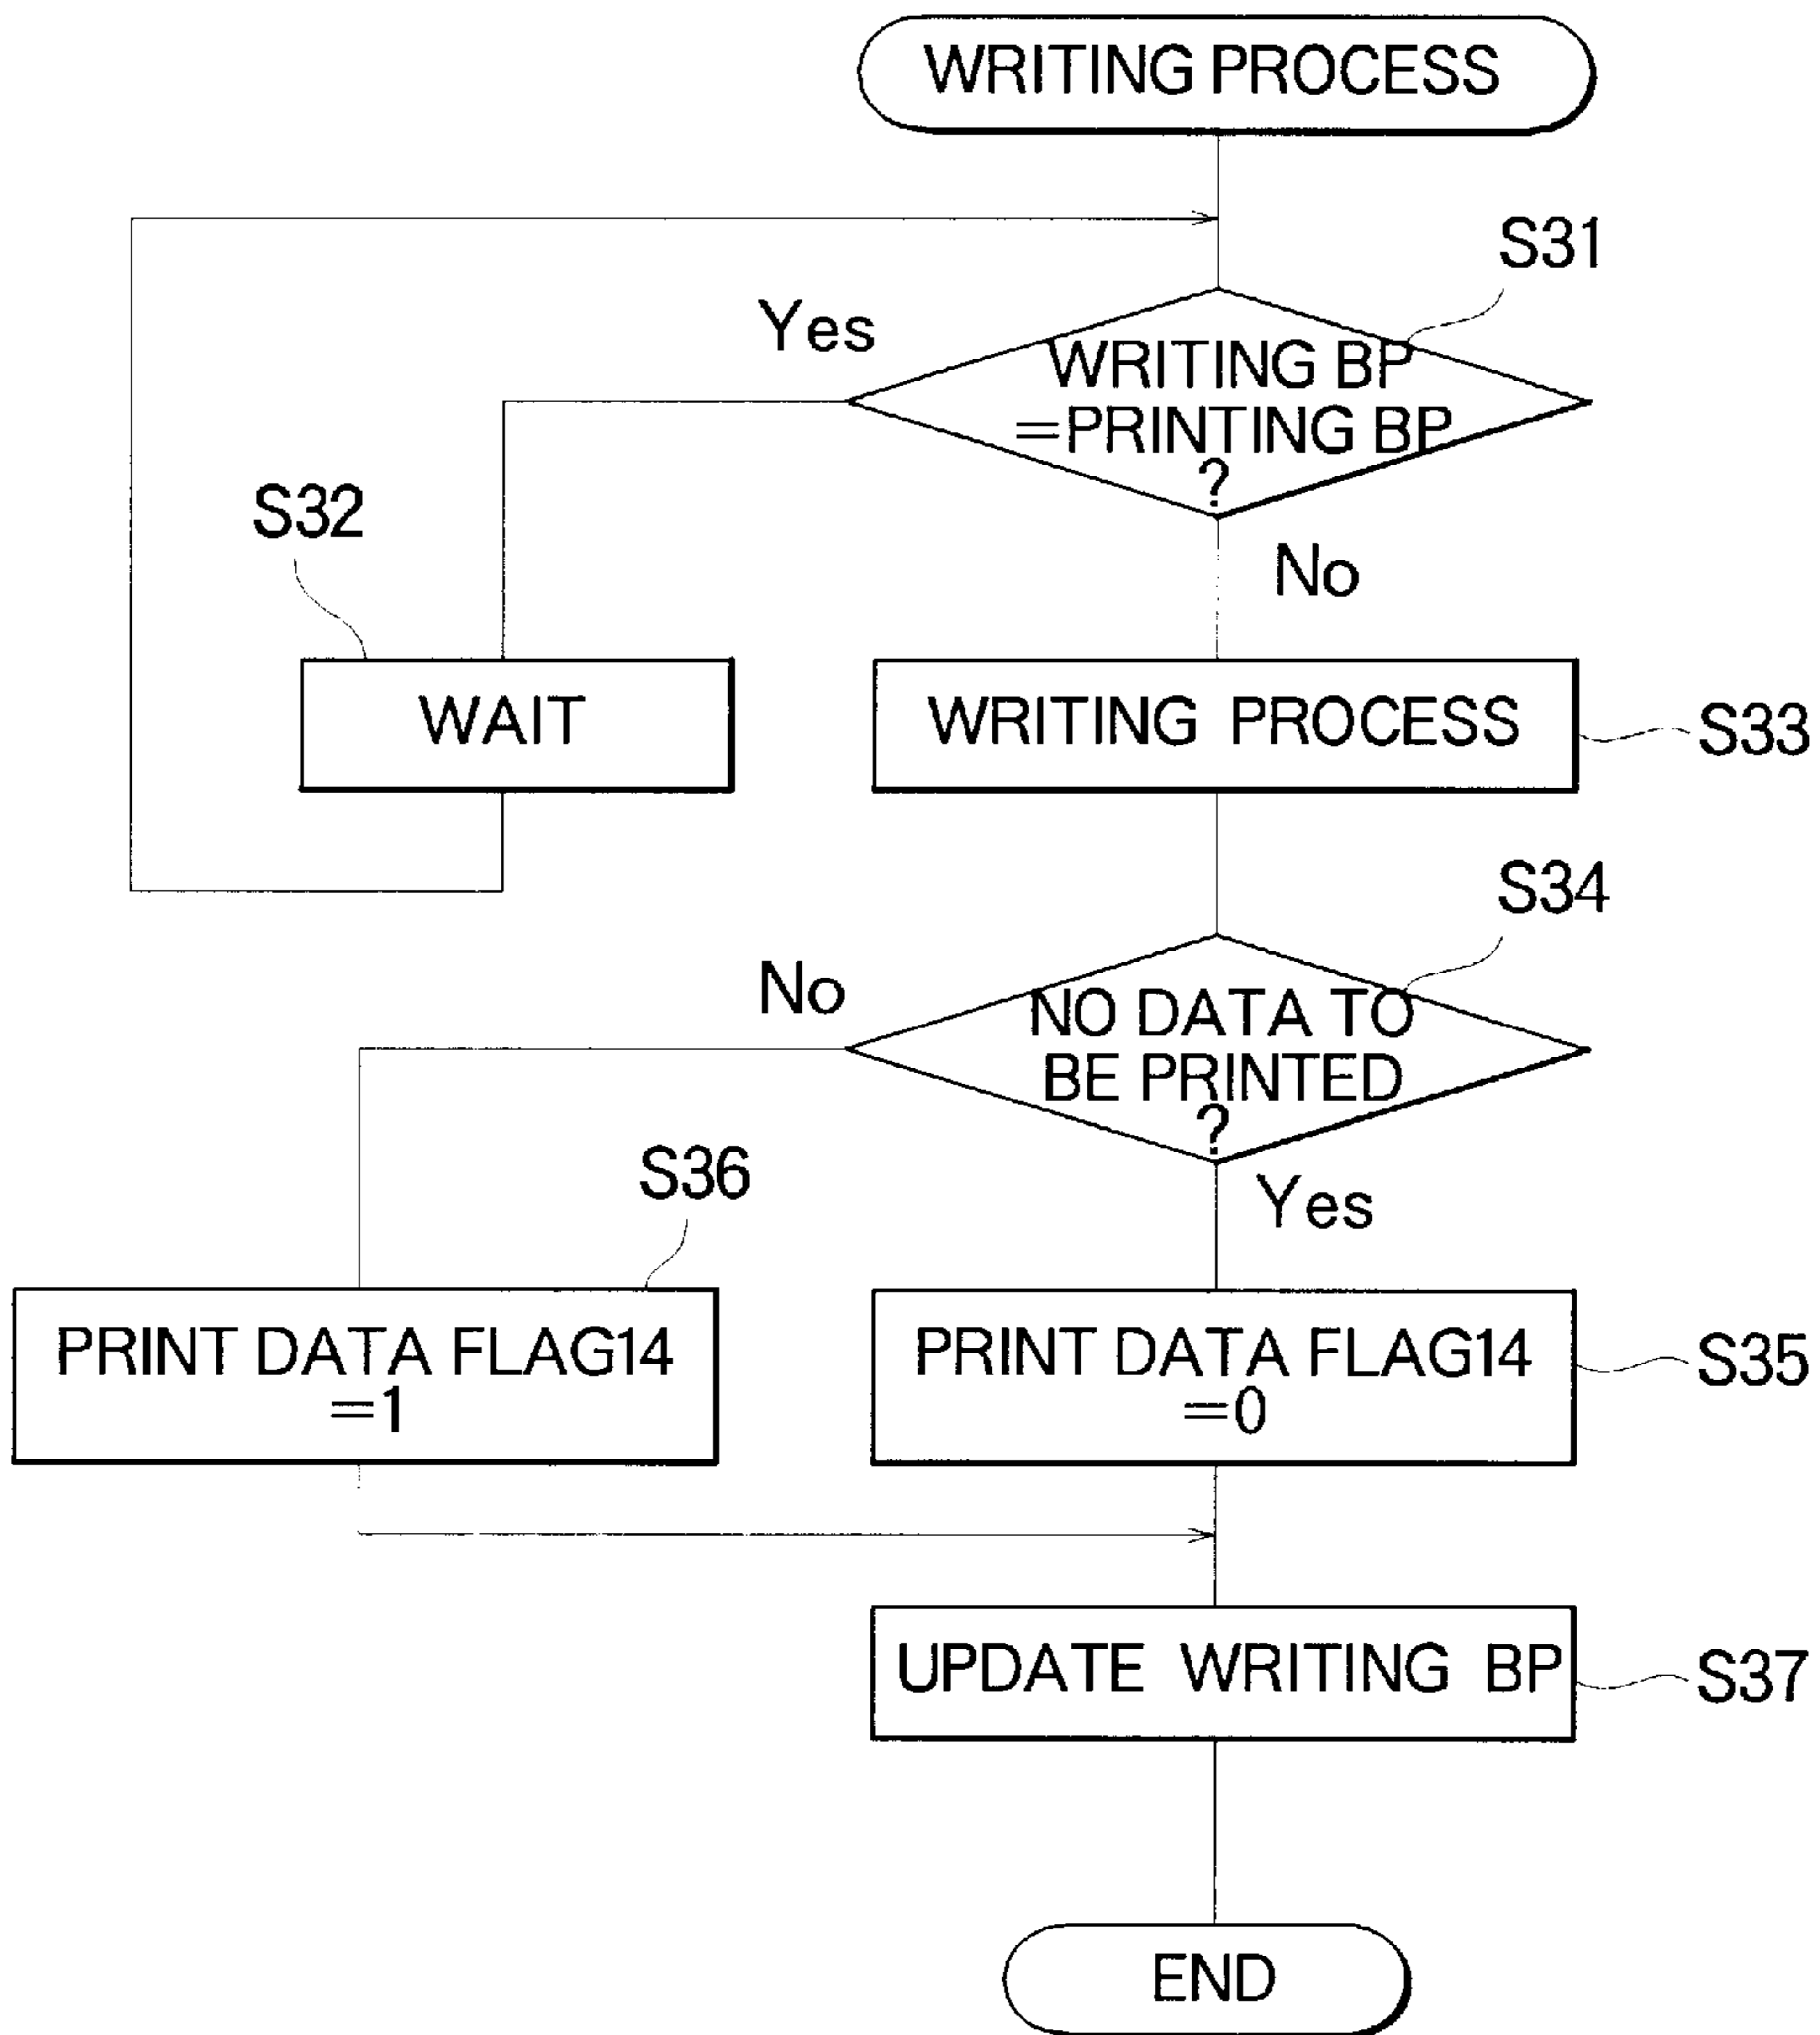 WRITING PROCESS
S31
Yes
WRITING BP
=PRINTING BP
?
No
S32
WAIT
WRITING PROCESS
S33
S34
No
NO DATA TO
BE PRINTED
?
Yes
S36
PRINT DATA FLAG14
=1
PRINT DATA FLAG14
=0
S35
UPDATE WRITING BP
S37
END